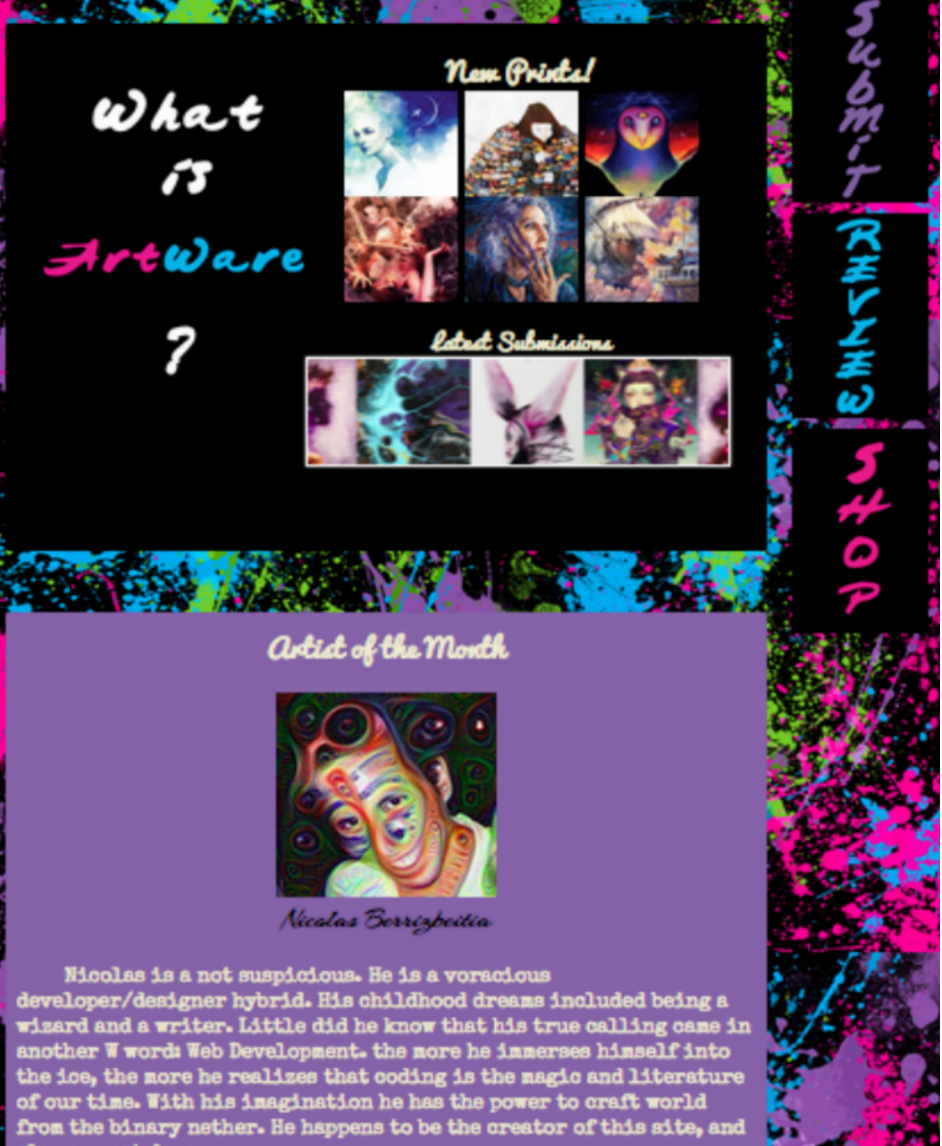 What
is
ArtWare
?
New Prints!
Latest Submissions
Submit
REVIEW
SHOP
Artist of the Month
Nicolas Berrizbeitia
Nicolas is a not suspicious. He is a voracious
developer/designer hybrid. His childhood dreams included being a
wizard and a writer. Little did he know that his true calling came in
another W word: Web Development. the more he immerses himself into
the ice, the more he realizes that coding is the magic and literature
of our time. With his imagination he has the power to craft world
from the binary nether. He happens to be the creator of this site, and